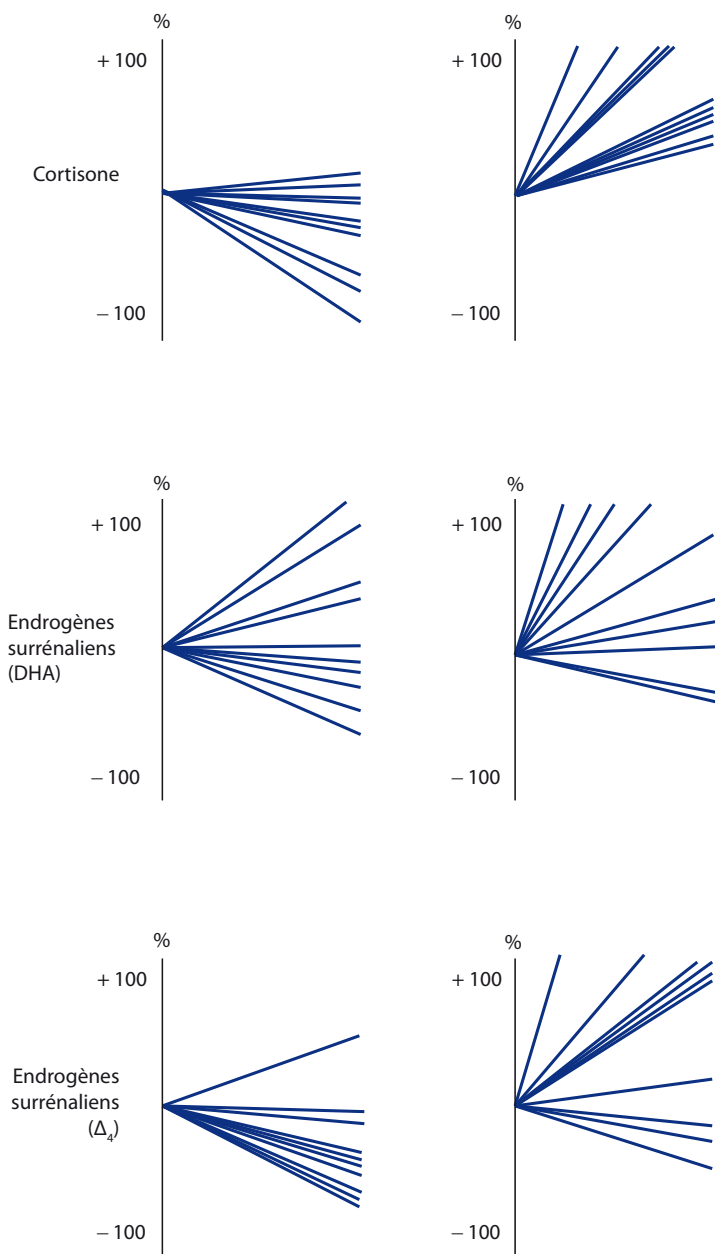 %
%
+ 100
+ 100
Cortisone
− 100
− 100
%
%
+ 100
+ 100
Endrogènes
surrénaliens
(DHA)
− 100
− 100
%
%
+ 100
+ 100
Endrogènes
surrénaliens
(Δ₄)
− 100
− 100